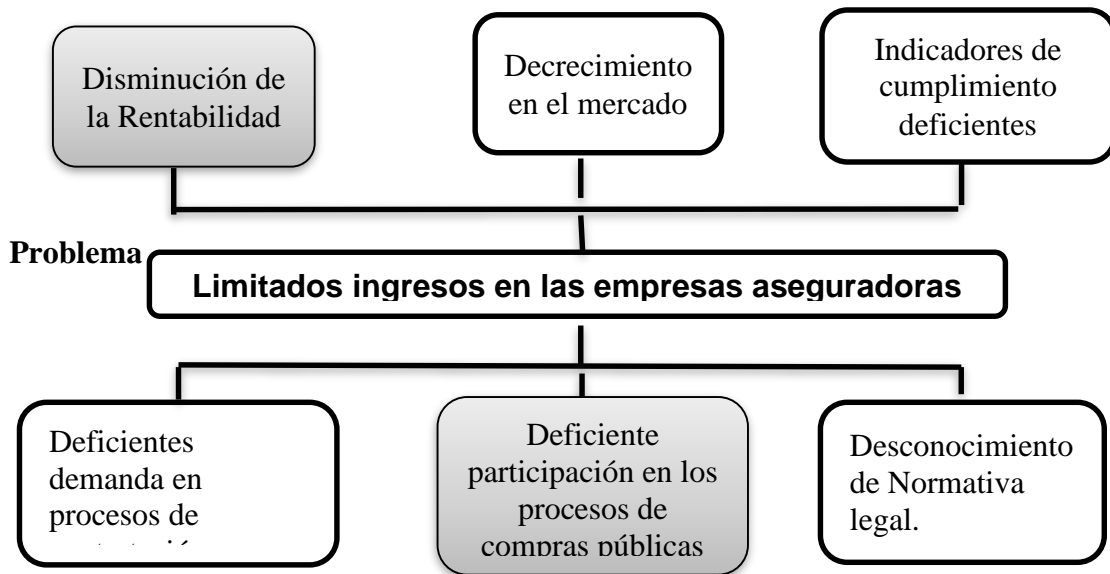 Disminución de
la Rentabilidad
Decrecimiento
en el mercado
Indicadores de
cumplimiento
deficientes
Problema
Limitados ingresos en las empresas aseguradoras
Deficientes
demanda en
procesos de
Deficiente
participación en los
procesos de
compras públicas
Desconocimiento
de Normativa
legal.